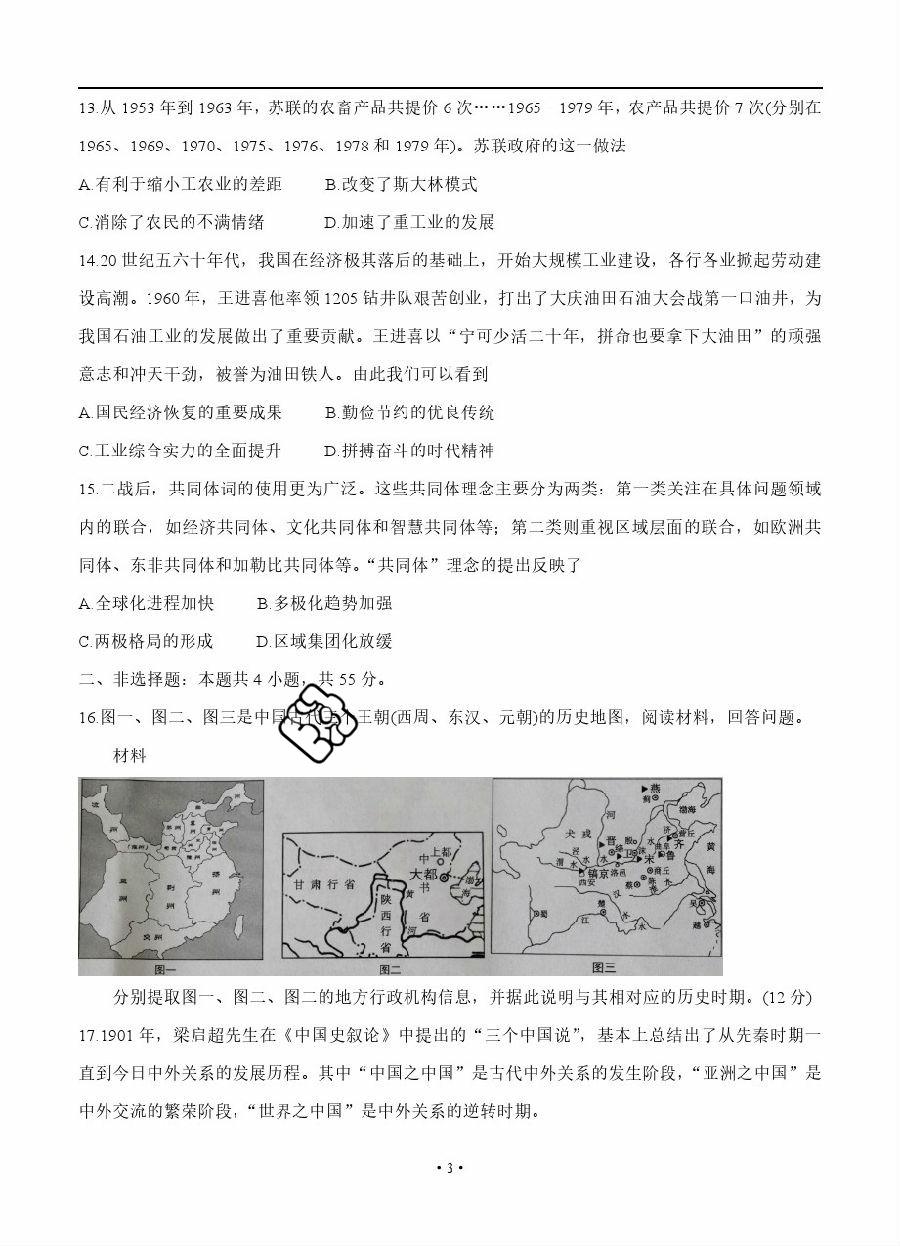 13.从 1953 年到 1963 年，苏联的农畜产品共提价 6 次……1965－1979 年，农产品共提价 7 次(分别在
1965、1969、1970、1975、1976、1978 和 1979 年)。苏联政府的这一做法
A.有利于缩小工农业的差距 B.改变了斯大林模式
C.消除了农民的不满情绪 D.加速了重工业的发展
14.20 世纪五六十年代，我国在经济极其落后的基础上，开始大规模工业建设，各行各业掀起劳动建
设高潮。1960 年，王进喜他率领 1205 钻井队艰苦创业，打出了大庆油田石油大会战第一口油井，为
我国石油工业的发展做出了重要贡献。王进喜以“宁可少活二十年，拼命也要拿下大油田”的顽强
意志和冲天干劲，被誉为油田铁人。由此我们可以看到
A.国民经济恢复的重要成果 B.勤俭节约的优良传统
C.工业综合实力的全面提升 D.拼搏奋斗的时代精神
15.二战后，共同体词的使用更为广泛。这些共同体理念主要分为两类：第一类关注在具体问题领域
内的联合，如经济共同体、文化共同体和智慧共同体等；第二类则重视区域层面的联合，如欧洲共
同体、东非共同体和加勒比共同体等。“共同体”理念的提出反映了
A.全球化进程加快 B.多极化趋势加强
C.两极格局的形成 D.区域集团化放缓
二、非选择题：本题共 4 小题，共 55 分。
16.图一、图二、图三是中国古代三个王朝(西周、东汉、元朝)的历史地图，阅读材料，回答问题。
材料
凉州
荆州
扬州
交州
豫州
图一
甘肃行省
陕西行省
中书省
上都
大都
黄河
渤海
图二
燕
蓟
渤海
黄海
犬戎
河
晋
齐
营丘
鲁
曲阜
宋
商丘
卫
殷
洛邑
镐京
西安
渭水
泾水
济水
陈
蔡
淮水
汉水
江水
楚
蜀
吴
越
图三
分别提取图一、图二、图二的地方行政机构信息，并据此说明与其相对应的历史时期。(12 分)
17.1901 年，梁启超先生在《中国史叙论》中提出的“三个中国说”，基本上总结出了从先秦时期一
直到今日中外关系的发展历程。其中“中国之中国”是古代中外关系的发生阶段，“亚洲之中国”是
中外交流的繁荣阶段，“世界之中国”是中外关系的逆转时期。
·3·